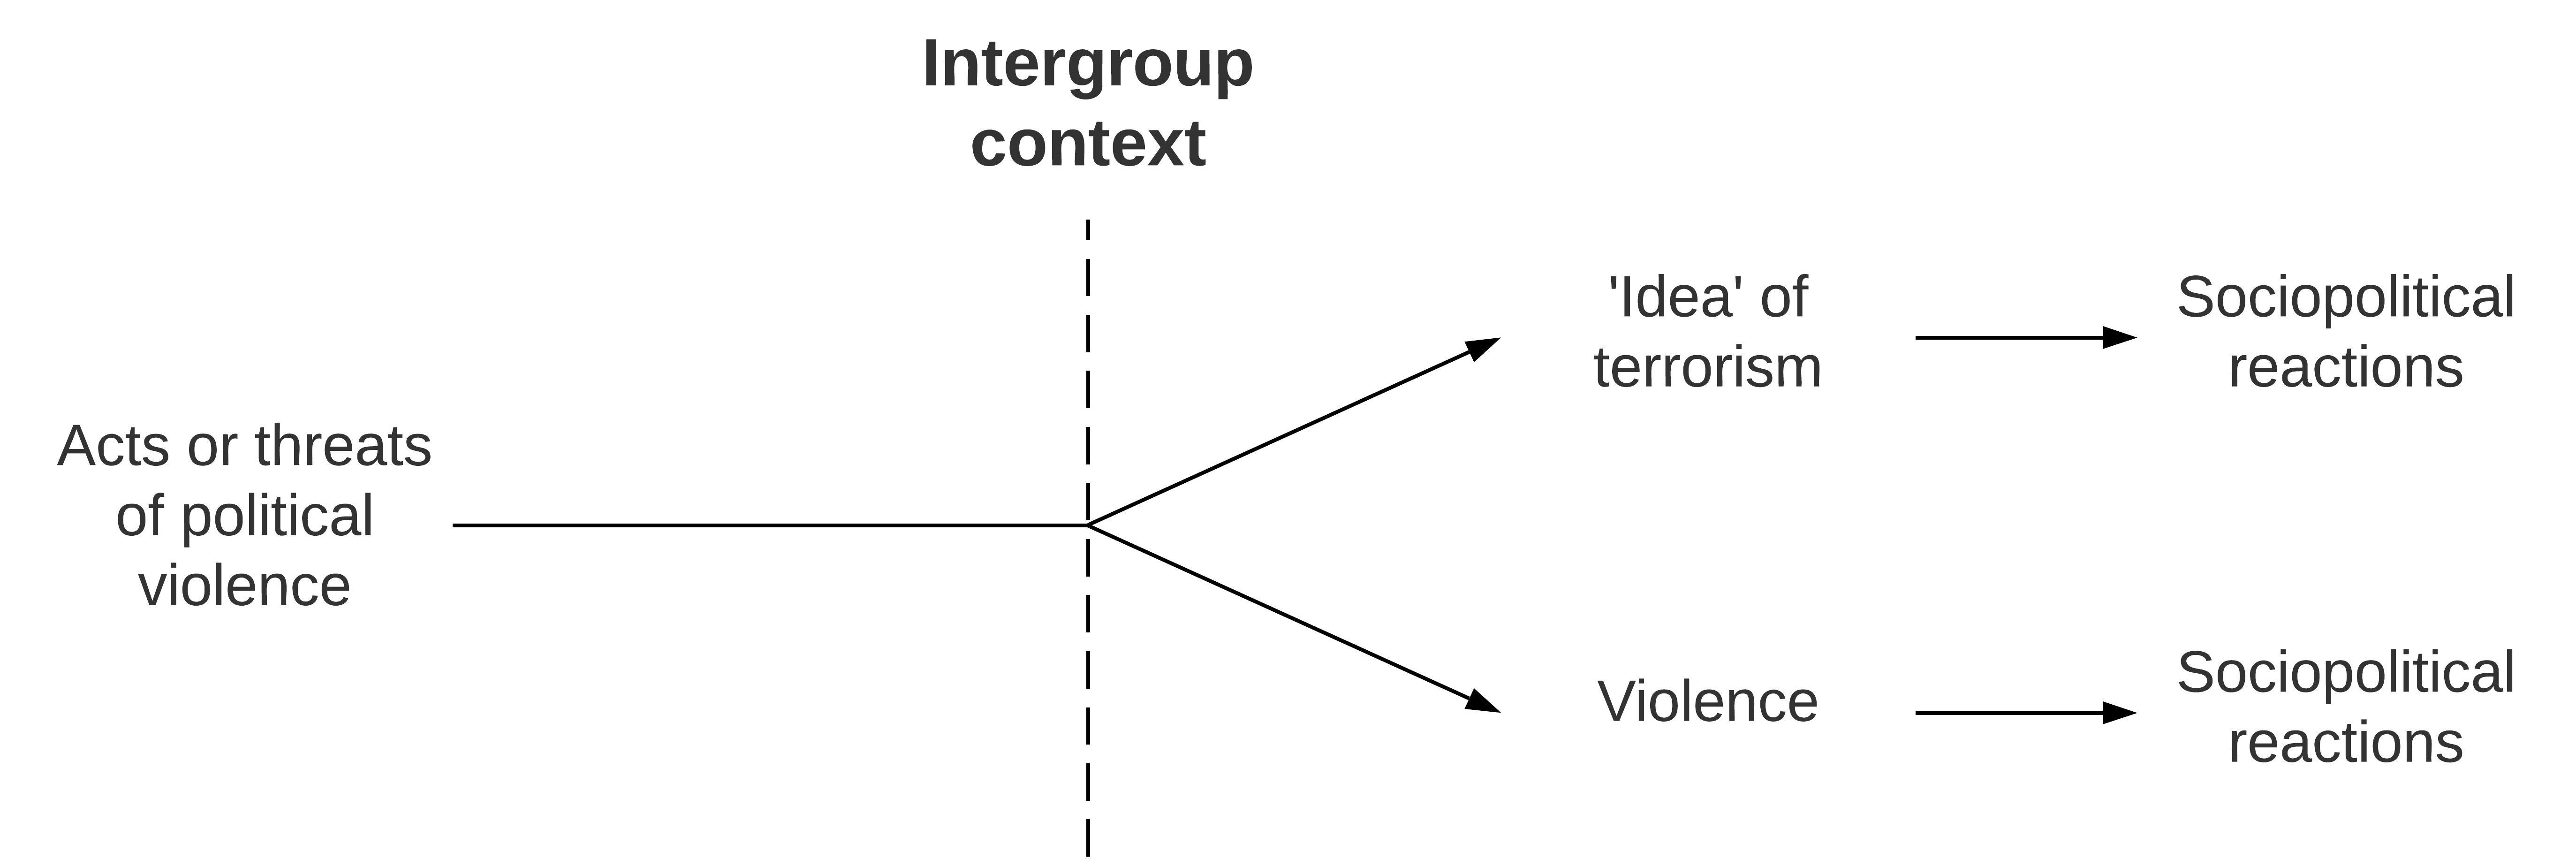 Intergroup
context
'Idea' of
terrorism
Sociopolitical
reactions
Acts or threats
of political
violence
Violence
Sociopolitical
reactions